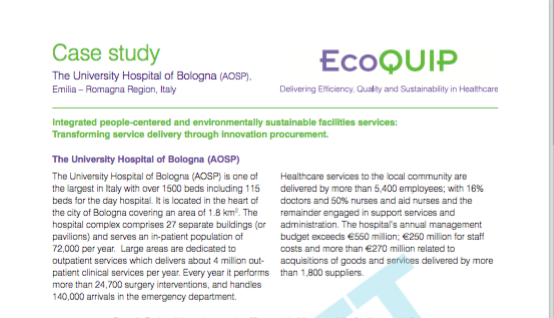 Case study
EcoQUIP
The University Hospital of Bologna (AOSP),
Emilia – Romagna Region, Italy
Delivering Efficiency, Quality and Sustainability in Healthcare
Integrated people-centered and environmentally sustainable facilities services:
Transforming service delivery through innovation procurement.
The University Hospital of Bologna (AOSP)
The University Hospital of Bologna (AOSP) is one of
the largest in Italy with over 1500 beds including 115
beds for the day hospital. It is located in the heart of
the city of Bologna covering an area of 1.8 km². The
hospital complex comprises 27 separate buildings (or
pavilions) and serves an in-patient population of
72,000 per year. Large areas are dedicated to
outpatient services which delivers about 4 million out-
patient clinical services per year. Every year it performs
more than 24,700 surgery interventions, and handles
140,000 arrivals in the emergency department.
Healthcare services to the local community are
delivered by more than 5,400 employees; with 16%
doctors and 50% nurses and aid nurses and the
remainder engaged in support services and
administration. The hospital's annual management
budget exceeds €550 million; €250 million for staff
costs and more than €270 million related to
acquisitions of goods and services delivered by more
than 1,800 suppliers.